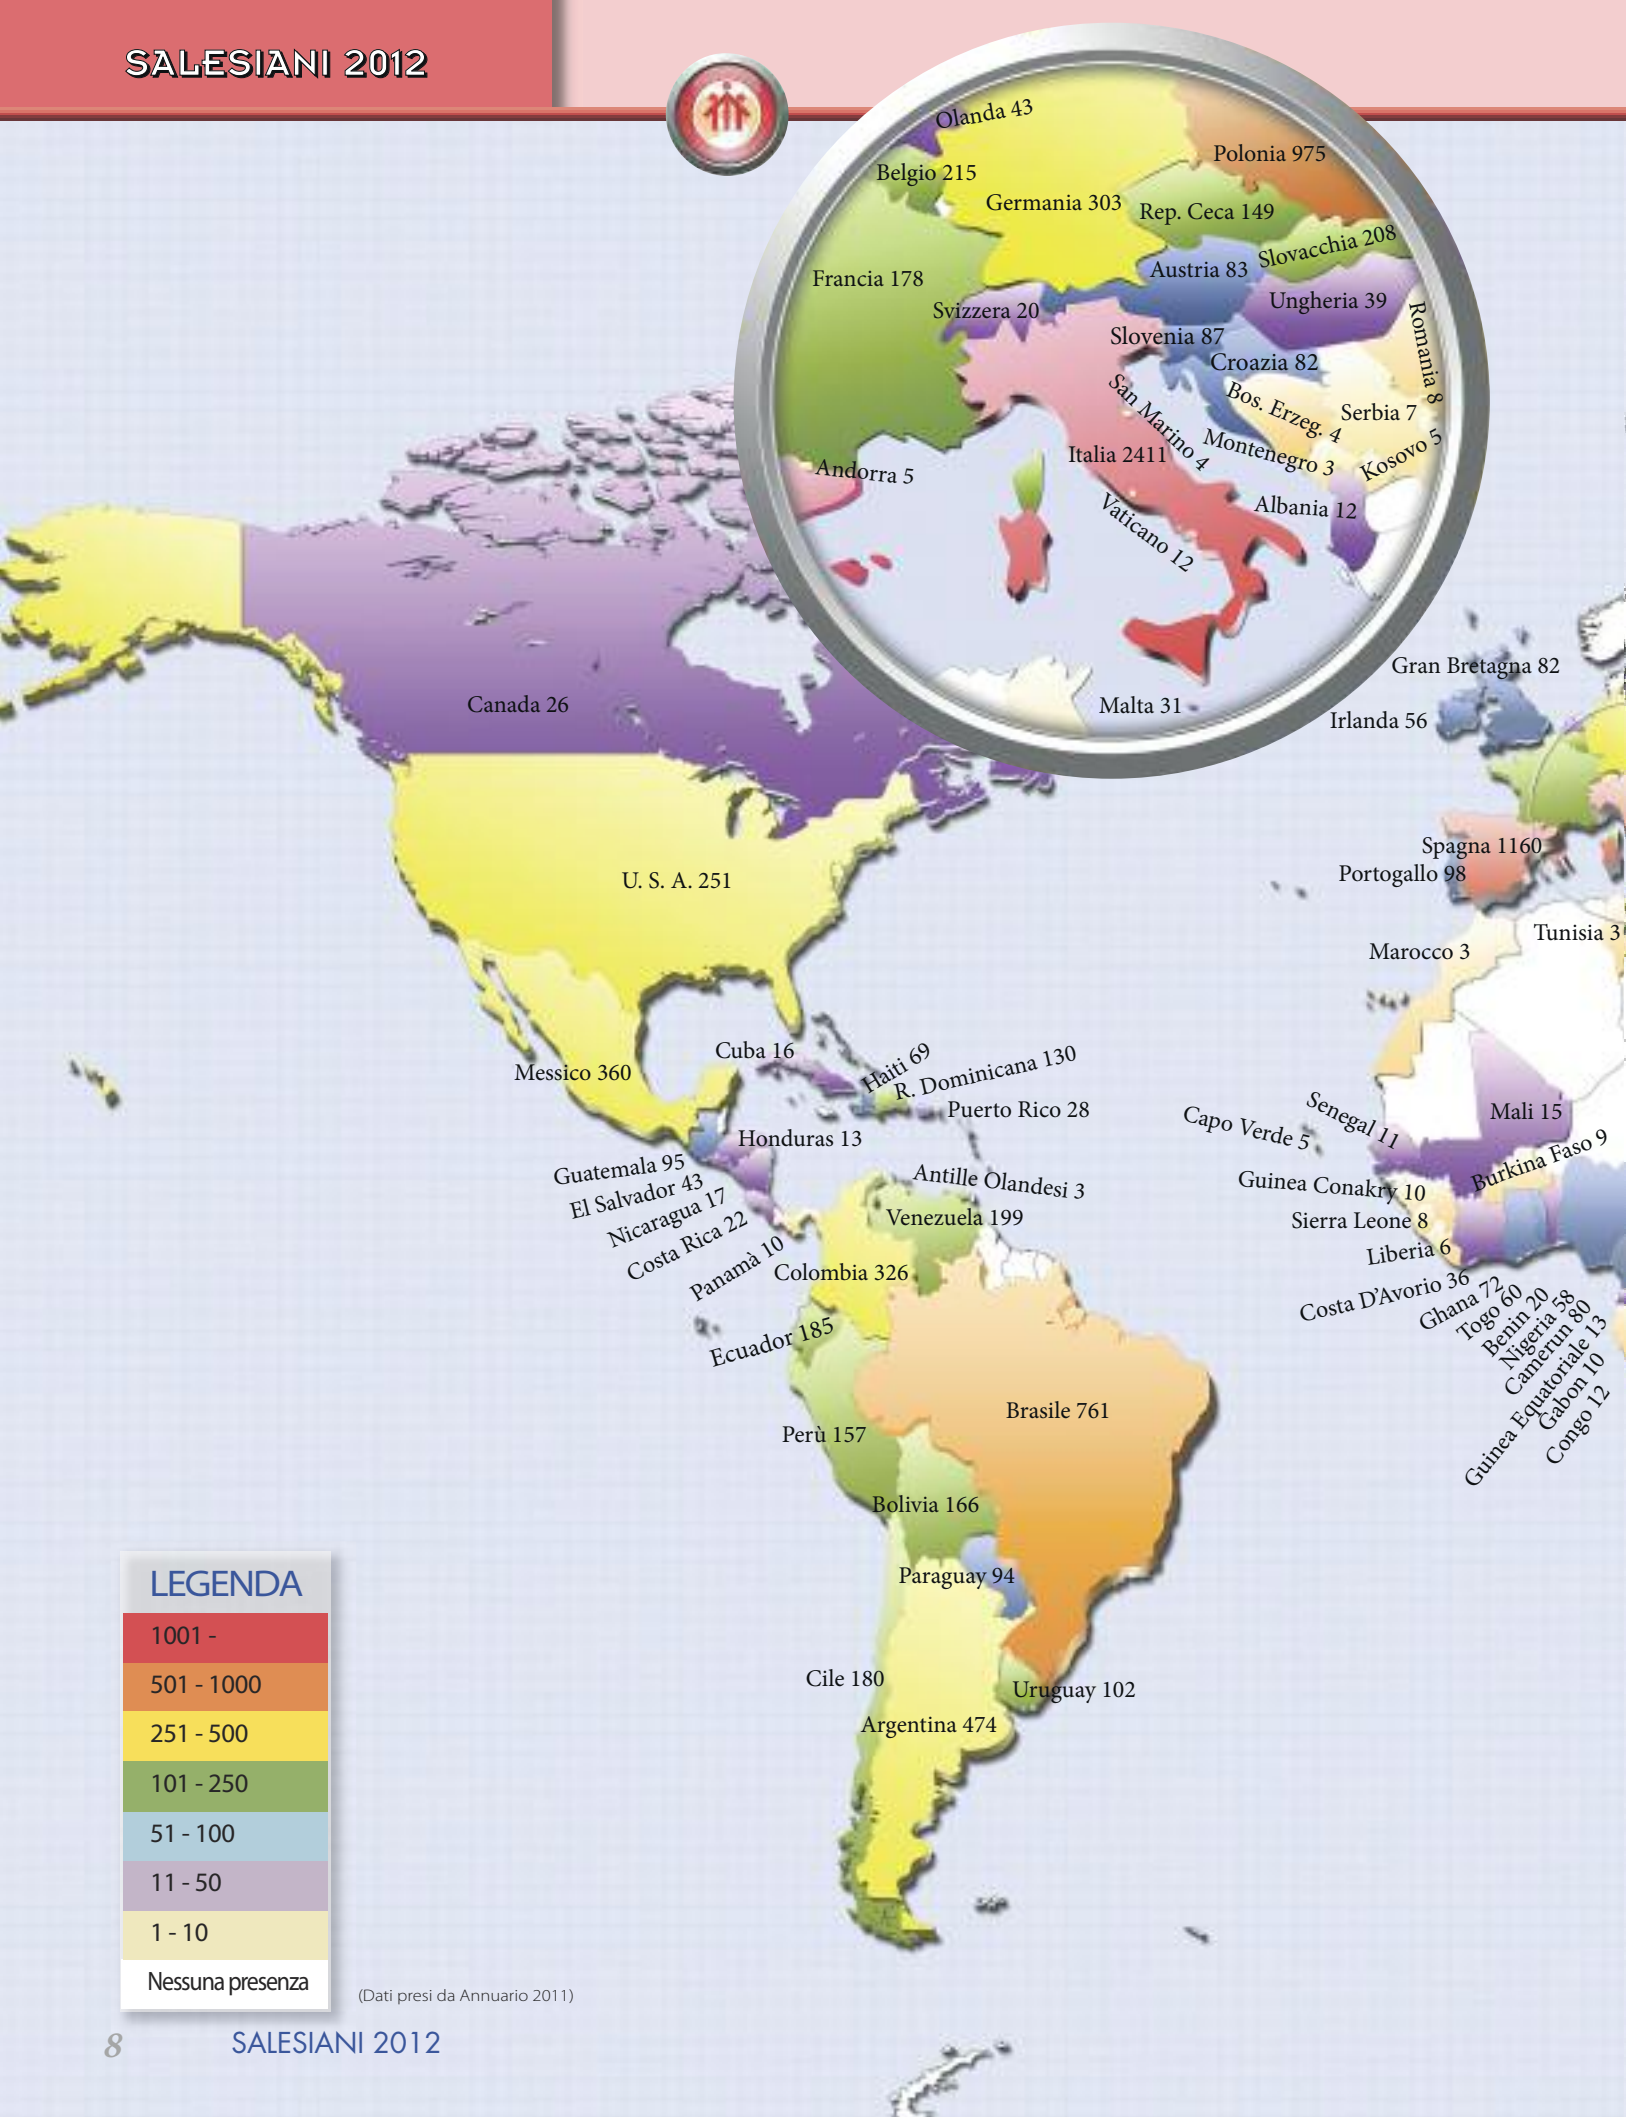 SALESIANI 2012
Olanda 43
Polonia 975
Belgio 215
Germania 303
Rep. Ceca 149
Slovacchia 208
Austria 83
Francia 178
Svizzera 20
Ungheria 39
Romania 8
Slovenia 87
Croazia 82
San Marino 4
Bos. Erzeg. 4
Serbia 7
Italia 2411
Montenegro 3
Kosovo 5
Andorra 5
Vaticano 12
Albania 12
Malta 31
Gran Bretagna 82
Irlanda 56
Canada 26
U. S. A. 251
Spagna 1160
Portogallo 98
Tunisia 3
Marocco 3
Messico 360
Cuba 16
Haiti 69
R. Dominicana 130
Puerto Rico 28
Honduras 13
Guatemala 95
El Salvador 43
Nicaragua 17
Costa Rica 22
Panamà 10
Antille Olandesi 3
Venezuela 199
Colombia 326
Ecuador 185
Brasile 761
Perù 157
Bolivia 166
Paraguay 94
Cile 180
Uruguay 102
Argentina 474
Capo Verde 5
Senegal 11
Mali 15
Burkina Faso 9
Guinea Conakry 10
Sierra Leone 8
Liberia 6
Costa D'Avorio 36
Ghana 72
Togo 60
Benin 20
Nigeria 58
Camerun 80
Guinea Equatoriale 13
Gabon 10
Congo 12
LEGENDA
1001 -
501 - 1000
251 - 500
101 - 250
51 - 100
11 - 50
1 - 10
Nessuna presenza
(Dati presi da Annuario 2011)
8
SALESIANI 2012